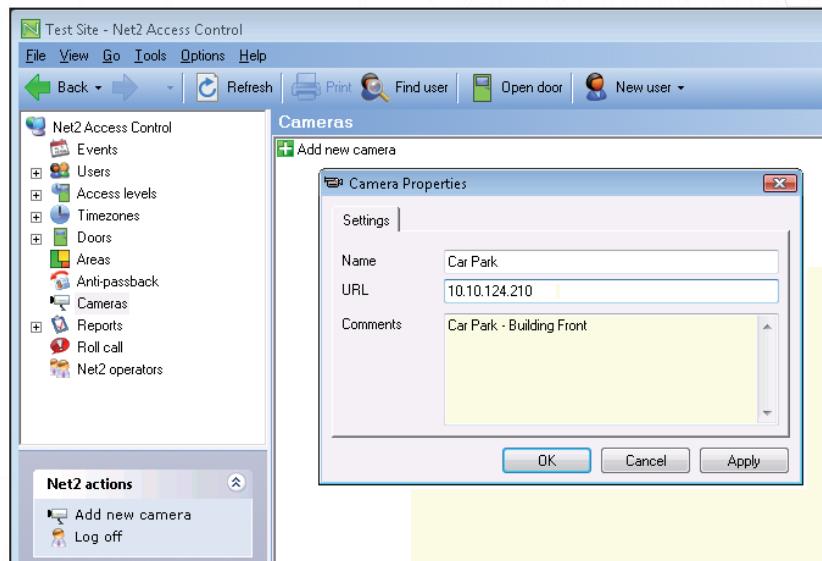 Test Site - Net2 Access Control
File View Go Tools Options Help
Back Refresh Print Find user Open door New user
Net2 Access Control
Events
Users
Access levels
Timezones
Doors
Areas
Anti-passback
Cameras
Reports
Roll call
Net2 operators
Net2 actions
Add new camera
Log off
Cameras
Add new camera
Camera Properties
Settings
Name Car Park
URL 10.10.124.210
Comments Car Park - Building Front
OK Cancel Apply